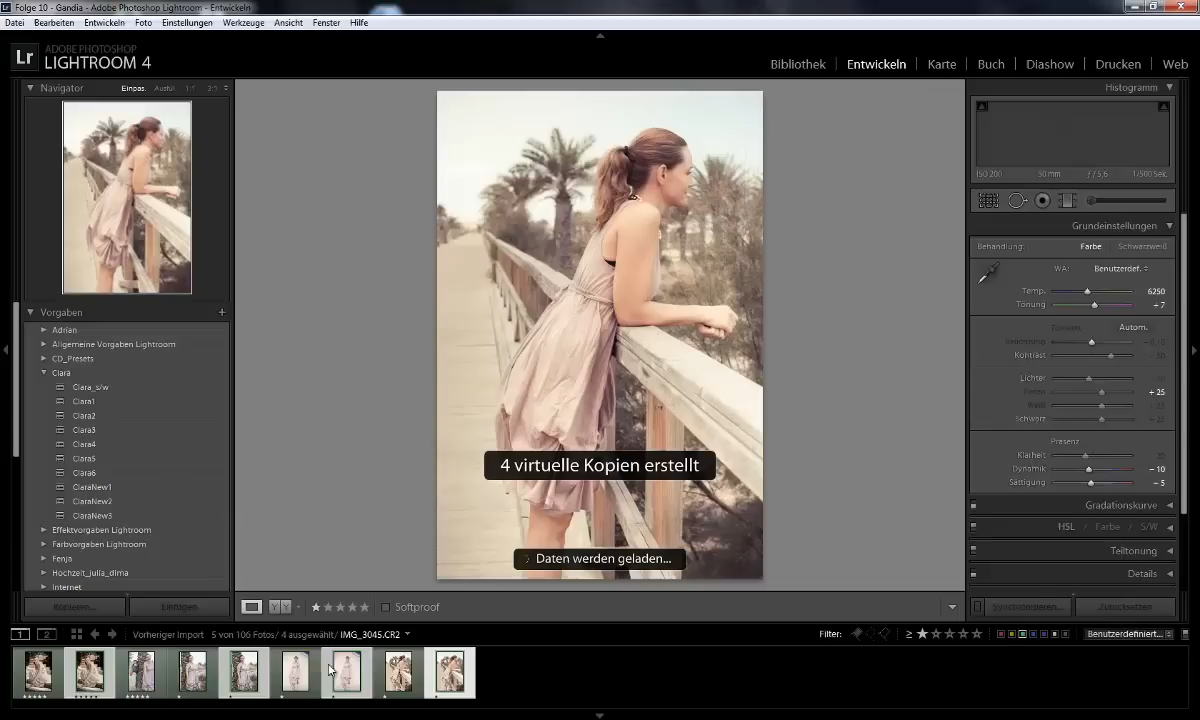 Folge 10 - Gandia - Adobe Photoshop Lightroom - Entwickeln
Datei Bearbeiten Entwickeln Foto Einstellungen Werkzeuge Ansicht Fenster Hilfe
Lr ADOBE PHOTOSHOP
LIGHTROOM 4
Bibliothek Entwickeln Karte Buch Diashow Drucken Web
Navigator Einpas. Ausfül. 1:1 2:1
Histogramm
ISO 200 50 mm f / 5,6 1/500 Sek.
Grundeinstellungen
Behandlung: Farbe Schwarzweiß
WA: Benutzerdef.
Temp. 6250
Tönung + 7
Autom.
Kontrast
Lichter
+ 25
Schwarz
Präsenz
Klarheit
Dynamik - 10
Sättigung - 5
Gradationskurve
HSL / Farbe / S/W
Teiltonung
Details
Synchronisieren... Zurücksetzen
Vorgaben +
Adrian
Allgemeine Vorgaben Lightroom
CD_Presets
Clara
Clara_s/w
Clara1
Clara2
Clara3
Clara4
Clara5
Clara6
ClaraNew1
ClaraNew2
ClaraNew3
Effektvorgaben Lightroom
Farbvorgaben Lightroom
Fenja
Hochzeit_julia_dima
Internet
Kopieren... Einfügen
4 virtuelle Kopien erstellt
Daten werden geladen...
Y Y Softproof
1 2 Vorheriger Import 5 von 106 Fotos/ 4 ausgewählt/ IMG_3045.CR2 Filter: ≥ Benutzerdefiniert...